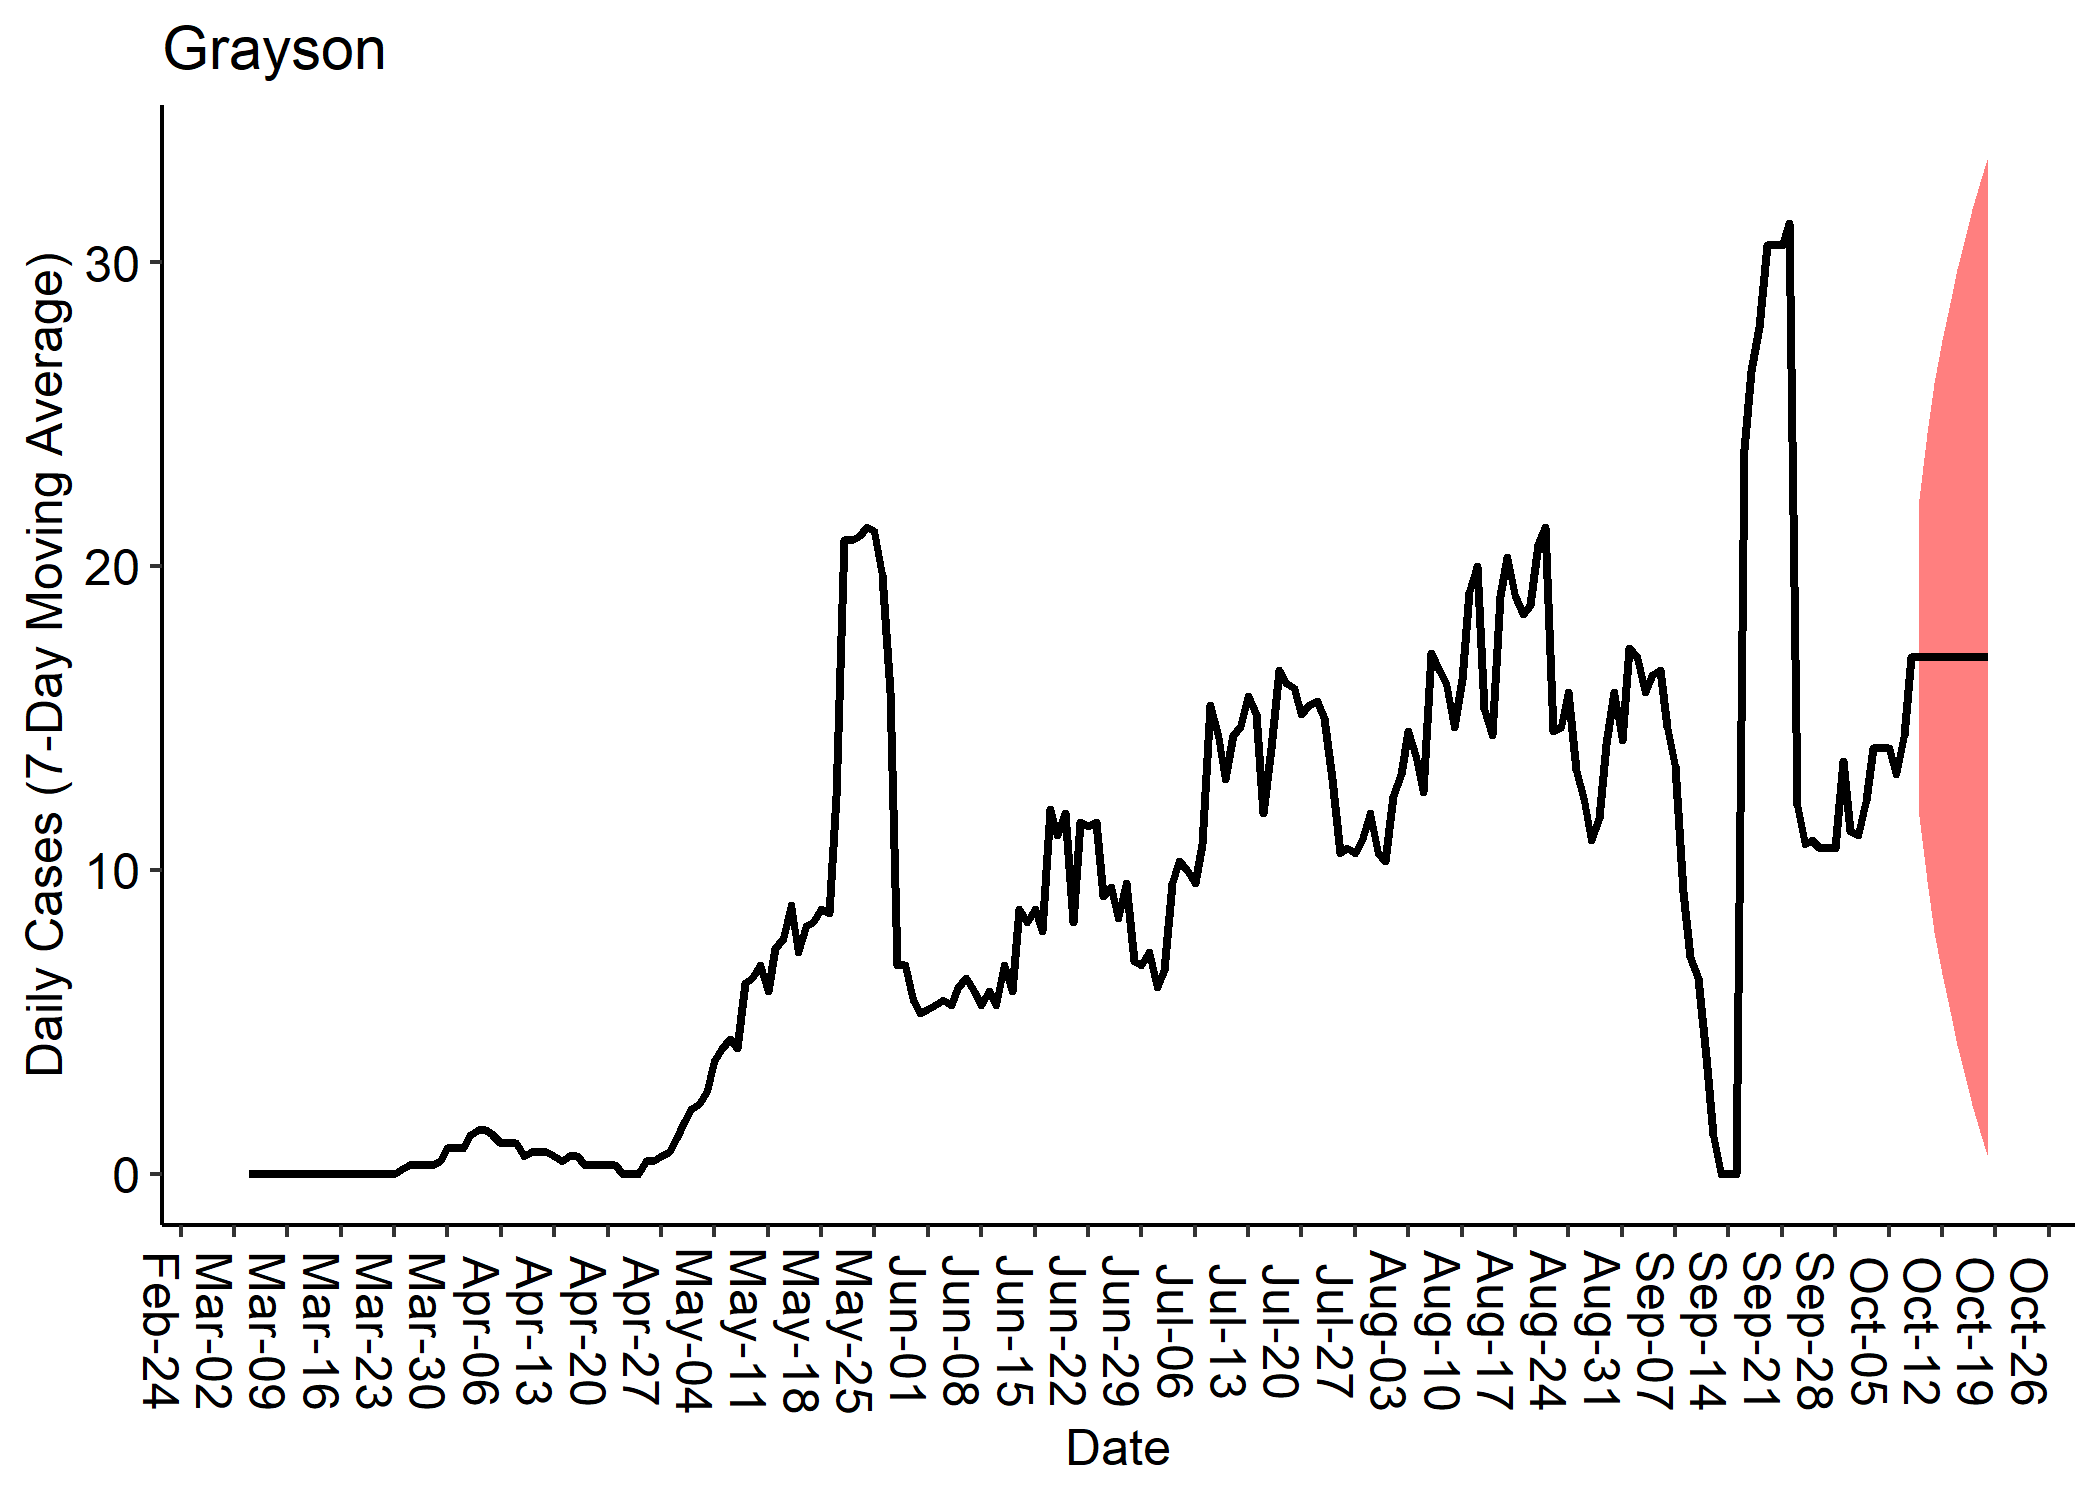 Grayson
Daily Cases (7-Day Moving Average)
30
20
10
0
Feb-24
Mar-02
Mar-09
Mar-16
Mar-23
Mar-30
Apr-06
Apr-13
Apr-20
Apr-27
May-04
May-11
May-18
May-25
Jun-01
Jun-08
Jun-15
Jun-22
Jun-29
Jul-06
Jul-13
Jul-20
Jul-27
Aug-03
Aug-10
Aug-17
Aug-24
Aug-31
Sep-07
Sep-14
Sep-21
Sep-28
Oct-05
Oct-12
Oct-19
Oct-26
Date